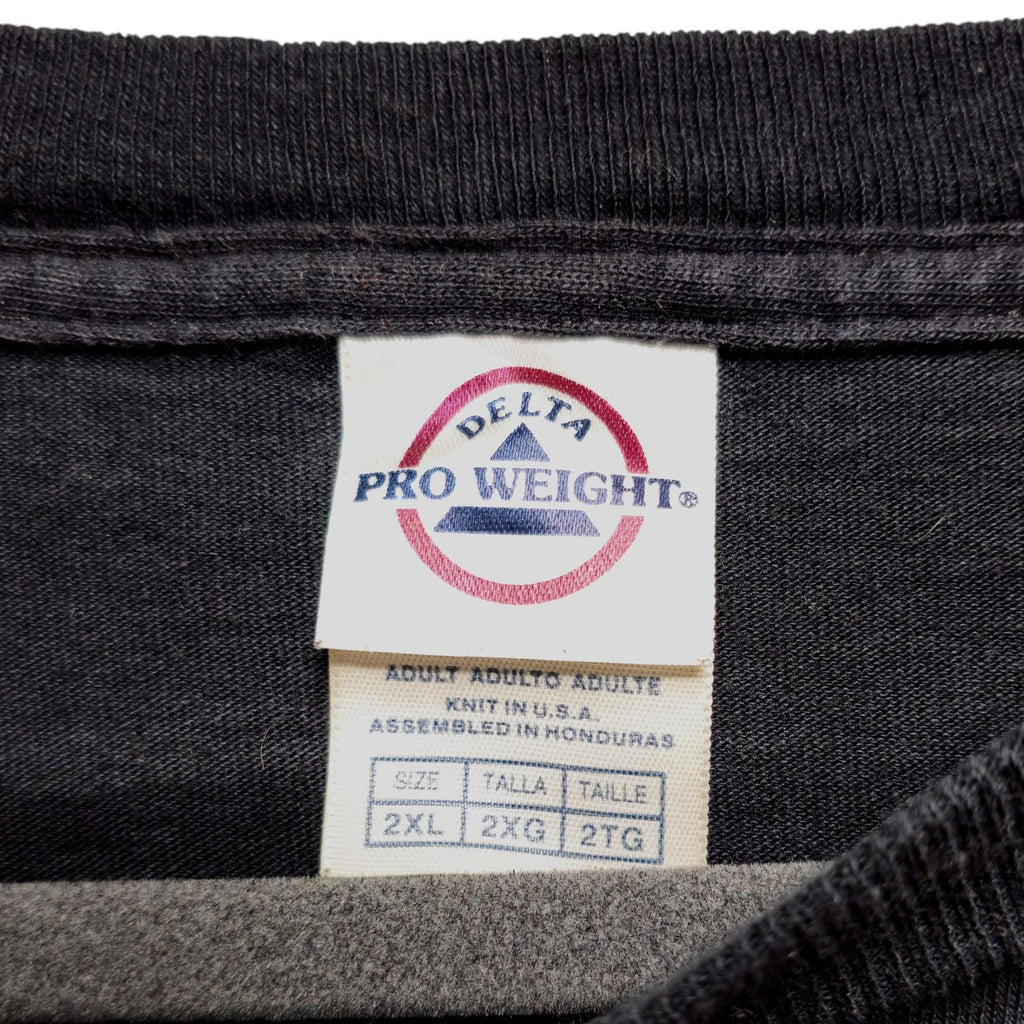 DELTA
PRO WEIGHT®
ADULT ADULTO ADULTE
KNIT IN U.S.A.
ASSEMBLED IN HONDURAS
SIZE TALLA TAILLE
2XL 2XG 2TG